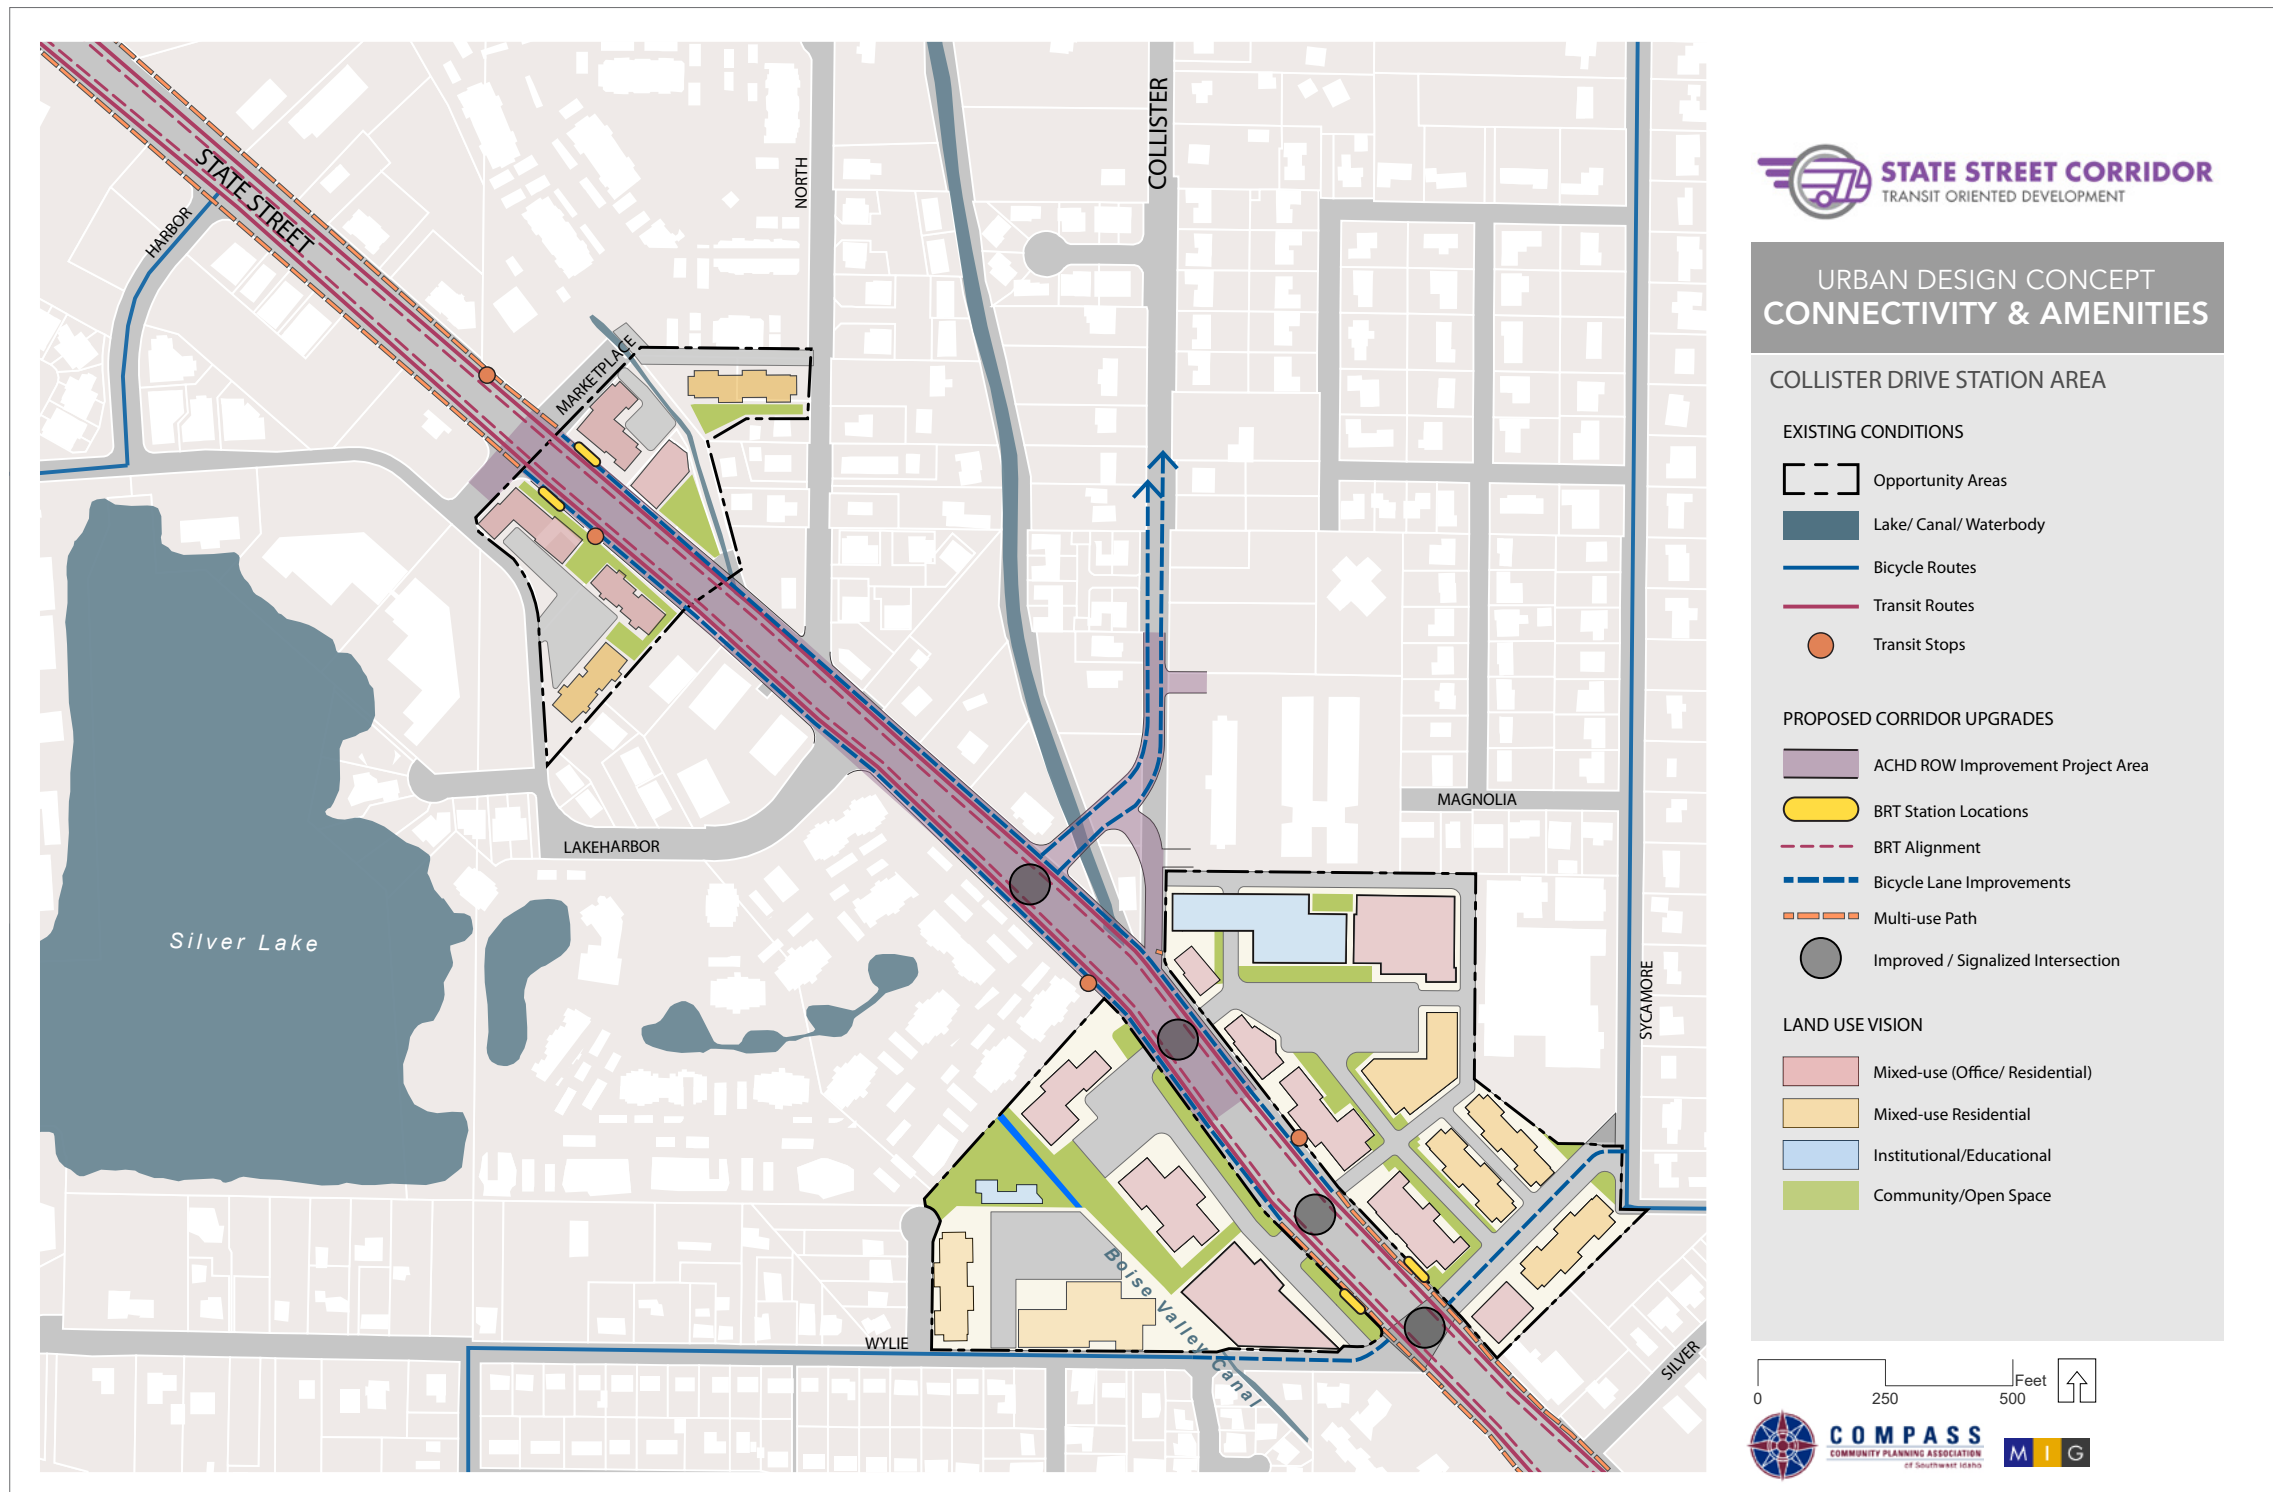 STATE STREET
HARBOR
MARKETPLACE
NORTH
COLLISTER
LAKEHARBOR
MAGNOLIA
SYCAMORE
Silver Lake
WYLIE
Boise Valley Canal
SILVER
STATE STREET CORRIDOR
TRANSIT ORIENTED DEVELOPMENT
URBAN DESIGN CONCEPT
CONNECTIVITY & AMENITIES
COLLISTER DRIVE STATION AREA
EXISTING CONDITIONS
Opportunity Areas
Lake/ Canal/ Waterbody
Bicycle Routes
Transit Routes
Transit Stops
PROPOSED CORRIDOR UPGRADES
ACHD ROW Improvement Project Area
BRT Station Locations
BRT Alignment
Bicycle Lane Improvements
Multi-use Path
Improved / Signalized Intersection
LAND USE VISION
Mixed-use (Office/ Residential)
Mixed-use Residential
Institutional/Educational
Community/Open Space
Feet
0 250 500
COMPASS
COMMUNITY PLANNING ASSOCIATION
of Southwest Idaho
M I G